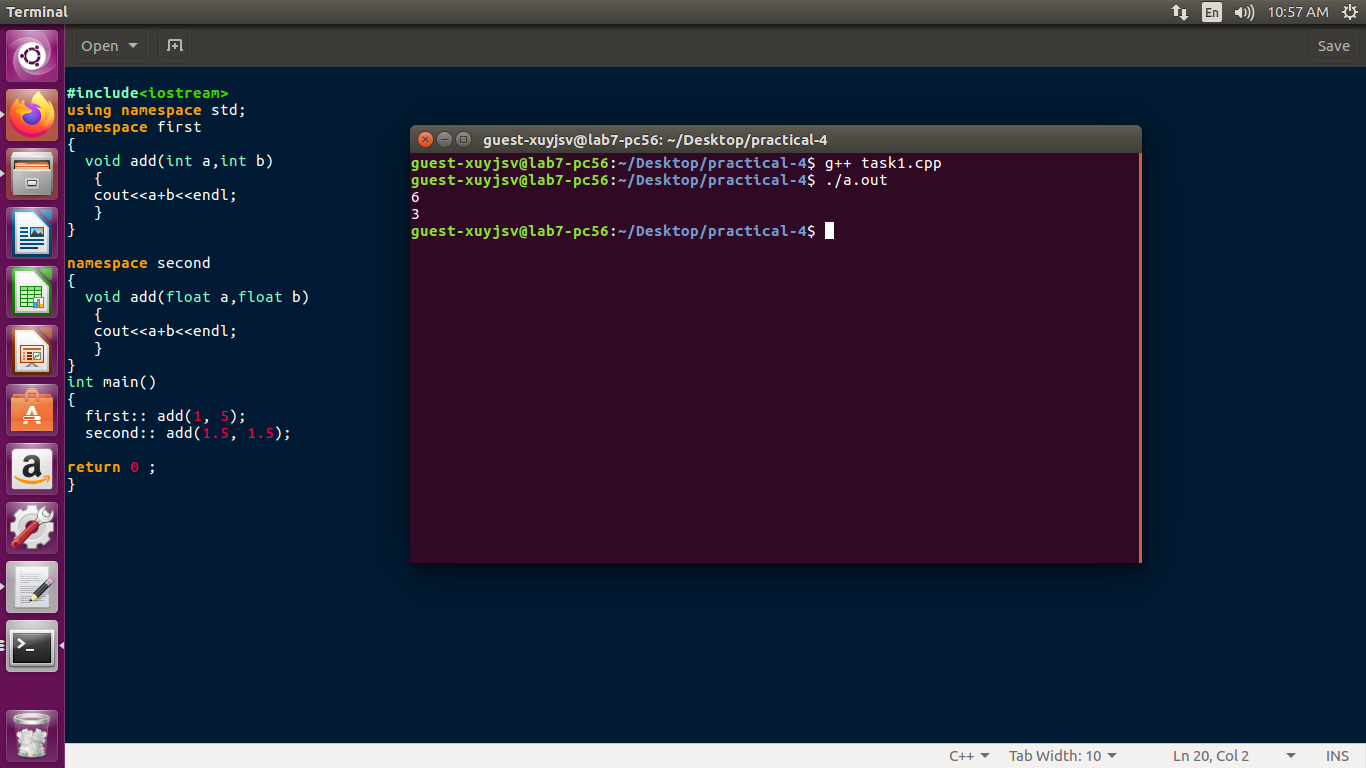 Terminal
En
10:57 AM
Open
Save
#include<iostream>
using namespace std;
namespace first
{
  void add(int a,int b)
   {
   cout<<a+b<<endl;
   }
}

namespace second
{
  void add(float a,float b)
   {
   cout<<a+b<<endl;
   }
}
int main()
{
  first:: add(1, 5);
  second:: add(1.5, 1.5);

return 0 ;
}
guest-xuyjsv@lab7-pc56: ~/Desktop/practical-4
guest-xuyjsv@lab7-pc56:~/Desktop/practical-4$ g++ task1.cpp
guest-xuyjsv@lab7-pc56:~/Desktop/practical-4$ ./a.out
6
3
guest-xuyjsv@lab7-pc56:~/Desktop/practical-4$
C++
Tab Width: 10
Ln 20, Col 2
INS